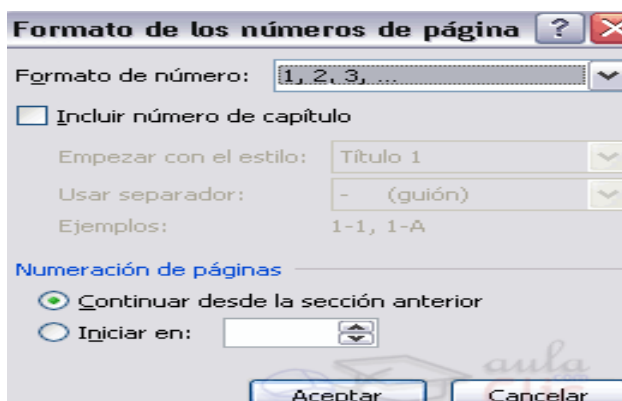 Formato de los números de página
Formato de número: 1, 2, 3, ...
Incluir número de capítulo
Empezar con el estilo: Título 1
Usar separador: - (guión)
Ejemplos: 1-1, 1-A
Numeración de páginas
Continuar desde la sección anterior
Iniciar en:
aula
.com
Aceptar Cancelar